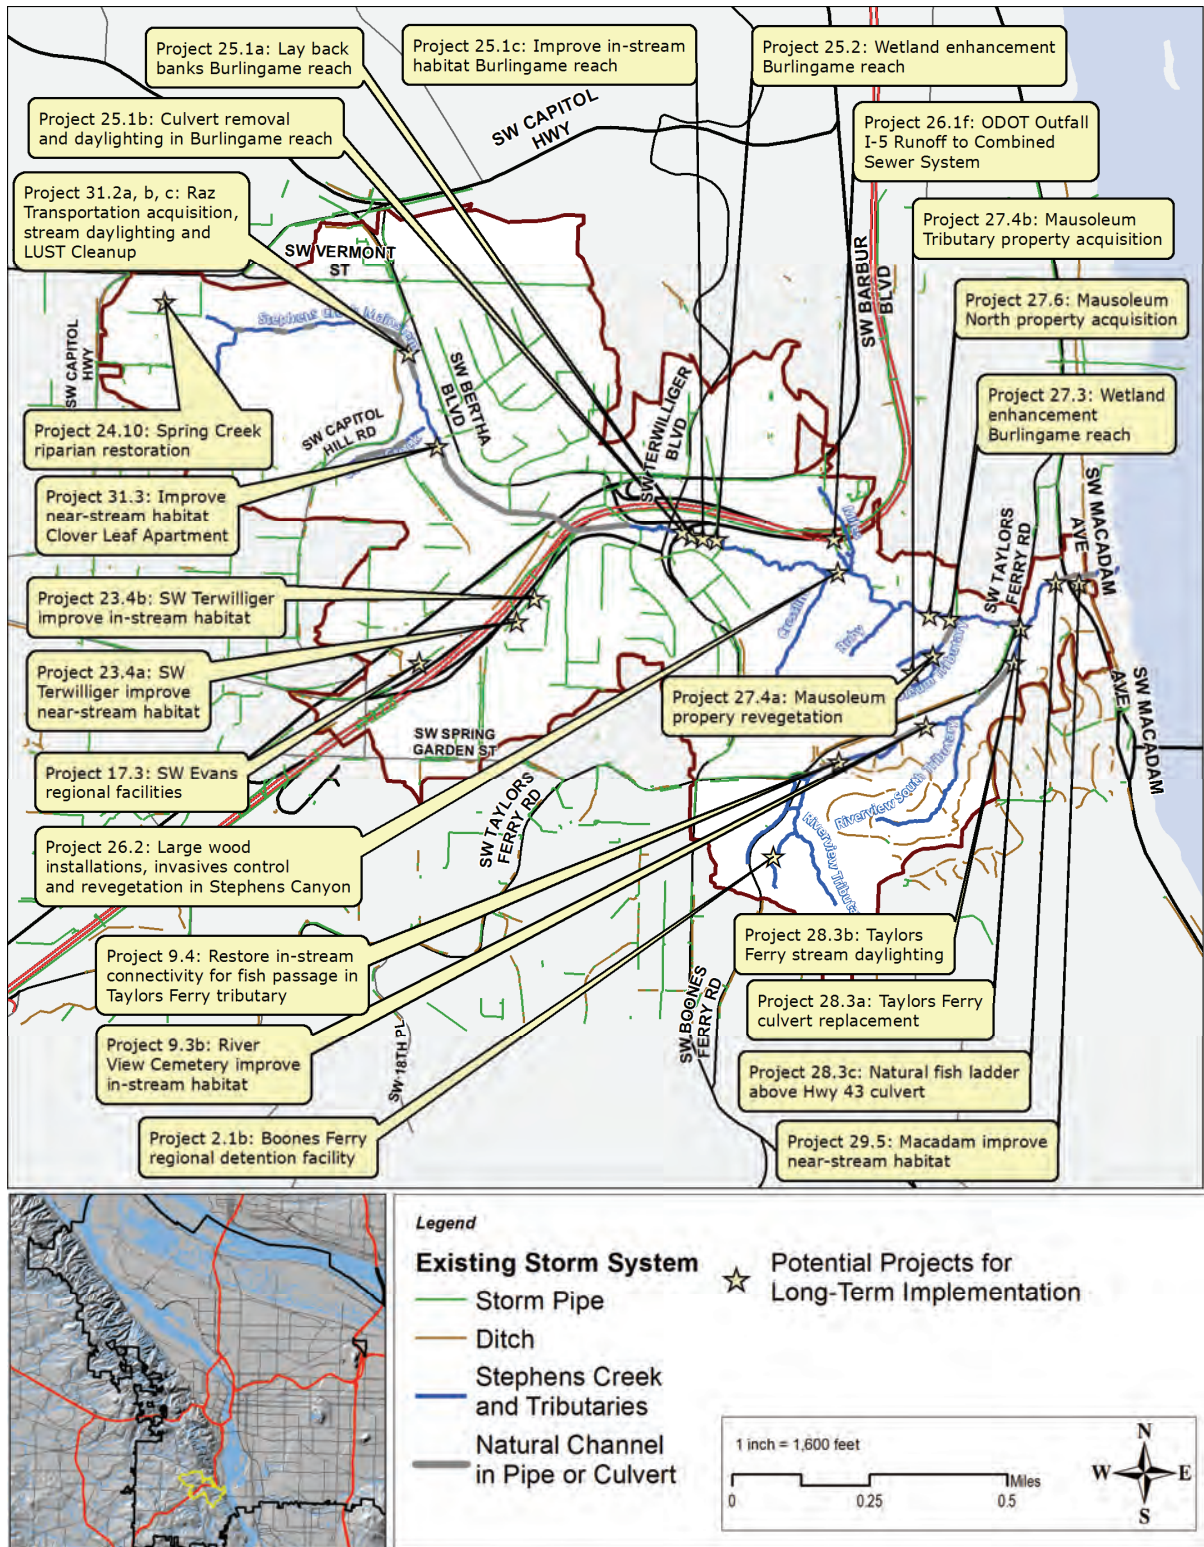 Project 25.1a: Lay back
banks Burlingame reach
Project 25.1c: Improve in-stream
habitat Burlingame reach
Project 25.2: Wetland enhancement
Burlingame reach
Project 25.1b: Culvert removal
and daylighting in Burlingame reach
SW CAPITOL
HWY
Project 26.1f: ODOT Outfall
I-5 Runoff to Combined
Sewer System
Project 31.2a, b, c: Raz
Transportation acquisition,
stream daylighting and
LUST Cleanup
Project 27.4b: Mausoleum
Tributary property acquisition
SW VERMONT
ST
SW BARBUR
BLVD
Project 27.6: Mausoleum
North property acquisition
Stephens Creek Mainstem
SW CAPITOL
HWY
SW BERTHA
BLVD
SW TERWILLIGER
BLVD
Project 27.3: Wetland
enhancement
Burlingame reach
Project 24.10: Spring Creek
riparian restoration
SW CAPITOL
HILL RD
Project 31.3: Improve
near-stream habitat
Clover Leaf Apartment
SW MACADAM
AVE
SW TAYLORS
FERRY RD
Project 23.4b: SW Terwilliger
improve in-stream habitat
Ruby
Project 23.4a: SW
Terwilliger improve
near-stream habitat
Project 27.4a: Mausoleum
propery revegetation
SW MACADAM
AVE
SW SPRING
GARDEN ST
Riverview South Tributary
Project 17.3: SW Evans
regional facilities
SW TAYLORS
FERRY RD
Project 26.2: Large wood
installations, invasives control
and revegetation in Stephens Canyon
Riverview Tributa
Project 9.4: Restore in-stream
connectivity for fish passage in
Taylors Ferry tributary
Project 28.3b: Taylors
Ferry stream daylighting
SW BOONES
FERRY RD
Project 28.3a: Taylors Ferry
culvert replacement
Project 9.3b: River
View Cemetery improve
in-stream habitat
SW 18TH PL
Project 28.3c: Natural fish ladder
above Hwy 43 culvert
Project 2.1b: Boones Ferry
regional detention facility
Project 29.5: Macadam improve
near-stream habitat
Legend
Existing Storm System
Storm Pipe
Ditch
Stephens Creek
and Tributaries
Natural Channel
in Pipe or Culvert
Potential Projects for
Long-Term Implementation
1 inch = 1,600 feet
Miles
0 0.25 0.5
N
W E
S